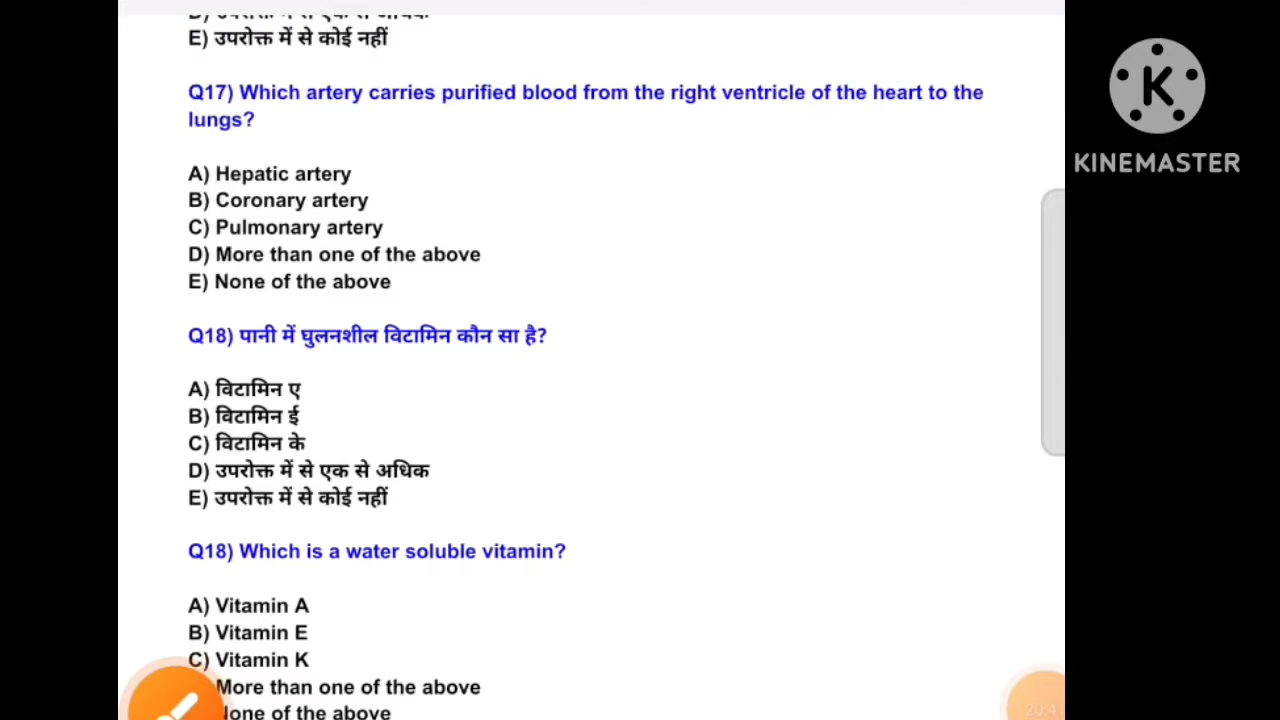 E) उपरोक्त में से कोई नहीं
Q17) Which artery carries purified blood from the right ventricle of the heart to the
lungs?
A) Hepatic artery
B) Coronary artery
C) Pulmonary artery
D) More than one of the above
E) None of the above
Q18) पानी में घुलनशील विटामिन कौन सा है?
A) विटामिन ए
B) विटामिन ई
C) विटामिन के
D) उपरोक्त में से एक से अधिक
E) उपरोक्त में से कोई नहीं
Q18) Which is a water soluble vitamin?
A) Vitamin A
B) Vitamin E
C) Vitamin K
More than one of the above
of the above
K
KINEMASTER